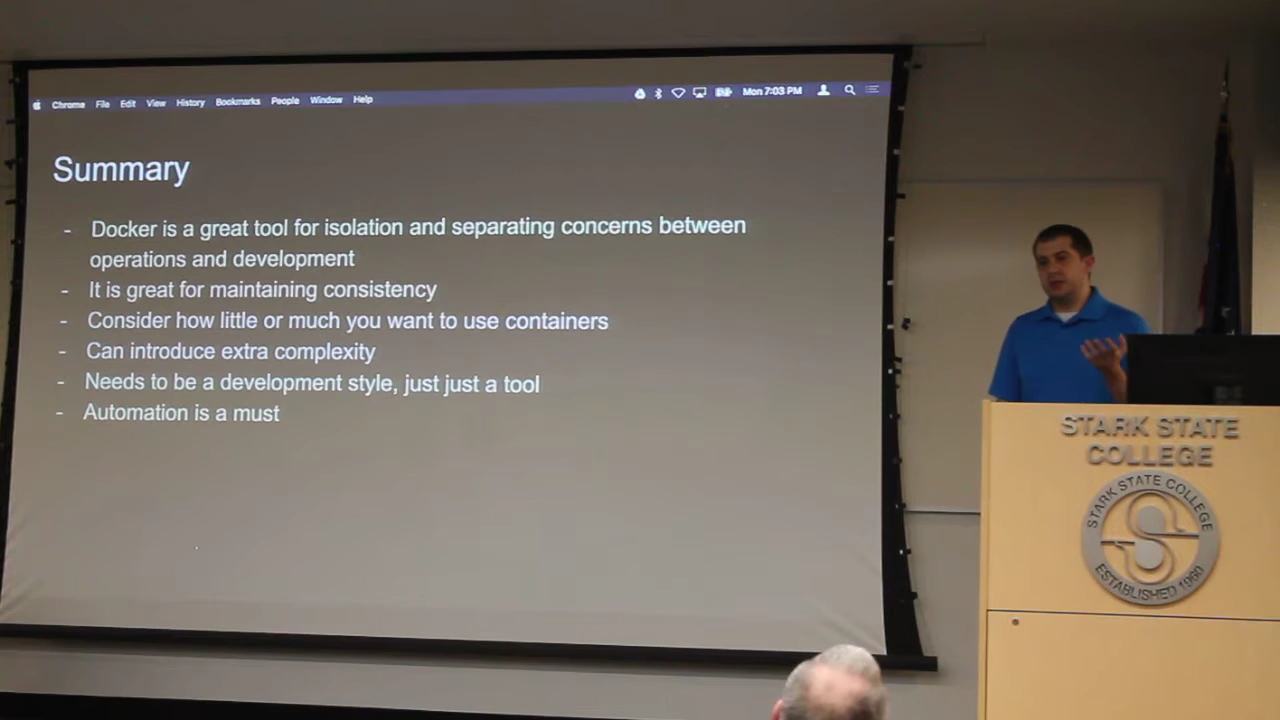 Chrome File Edit View History Bookmarks People Window Help Mon 7:03 PM
Summary
- Docker is a great tool for isolation and separating concerns between
operations and development
- It is great for maintaining consistency
- Consider how little or much you want to use containers
- Can introduce extra complexity
- Needs to be a development style, just just a tool
- Automation is a must
STARK STATE
COLLEGE
STARK STATE COLLEGE
ESTABLISHED 1960